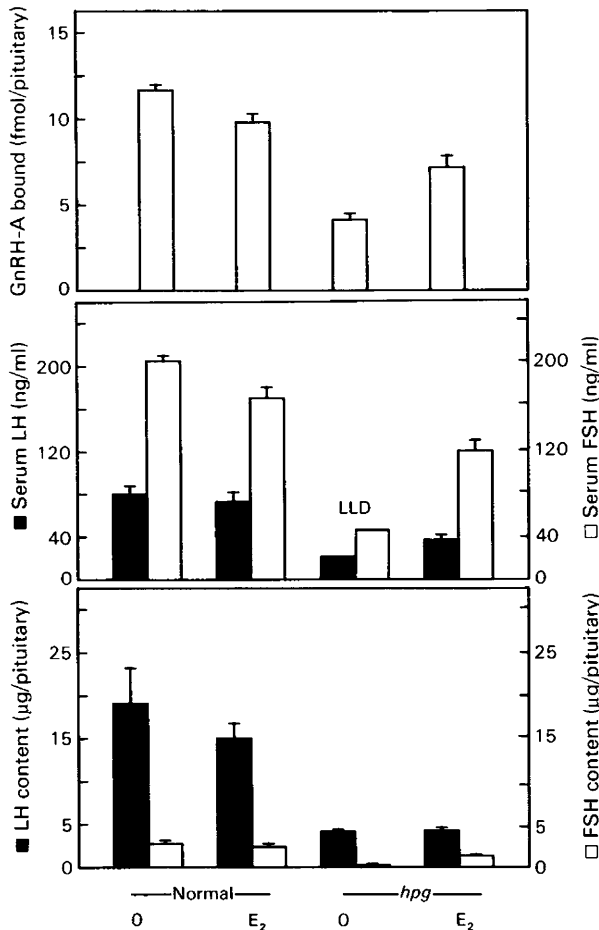 GnRH-A bound (fmol/pituitary)
15
10
5
0
■ Serum LH (ng/ml)
200
120
40
0
LLD
200
120
40
0
□ Serum FSH (ng/ml)
■ LH content (μg/pituitary)
25
15
5
0
25
15
5
0
□ FSH content (μg/pituitary)
Normal
hpg
0
E₂
0
E₂